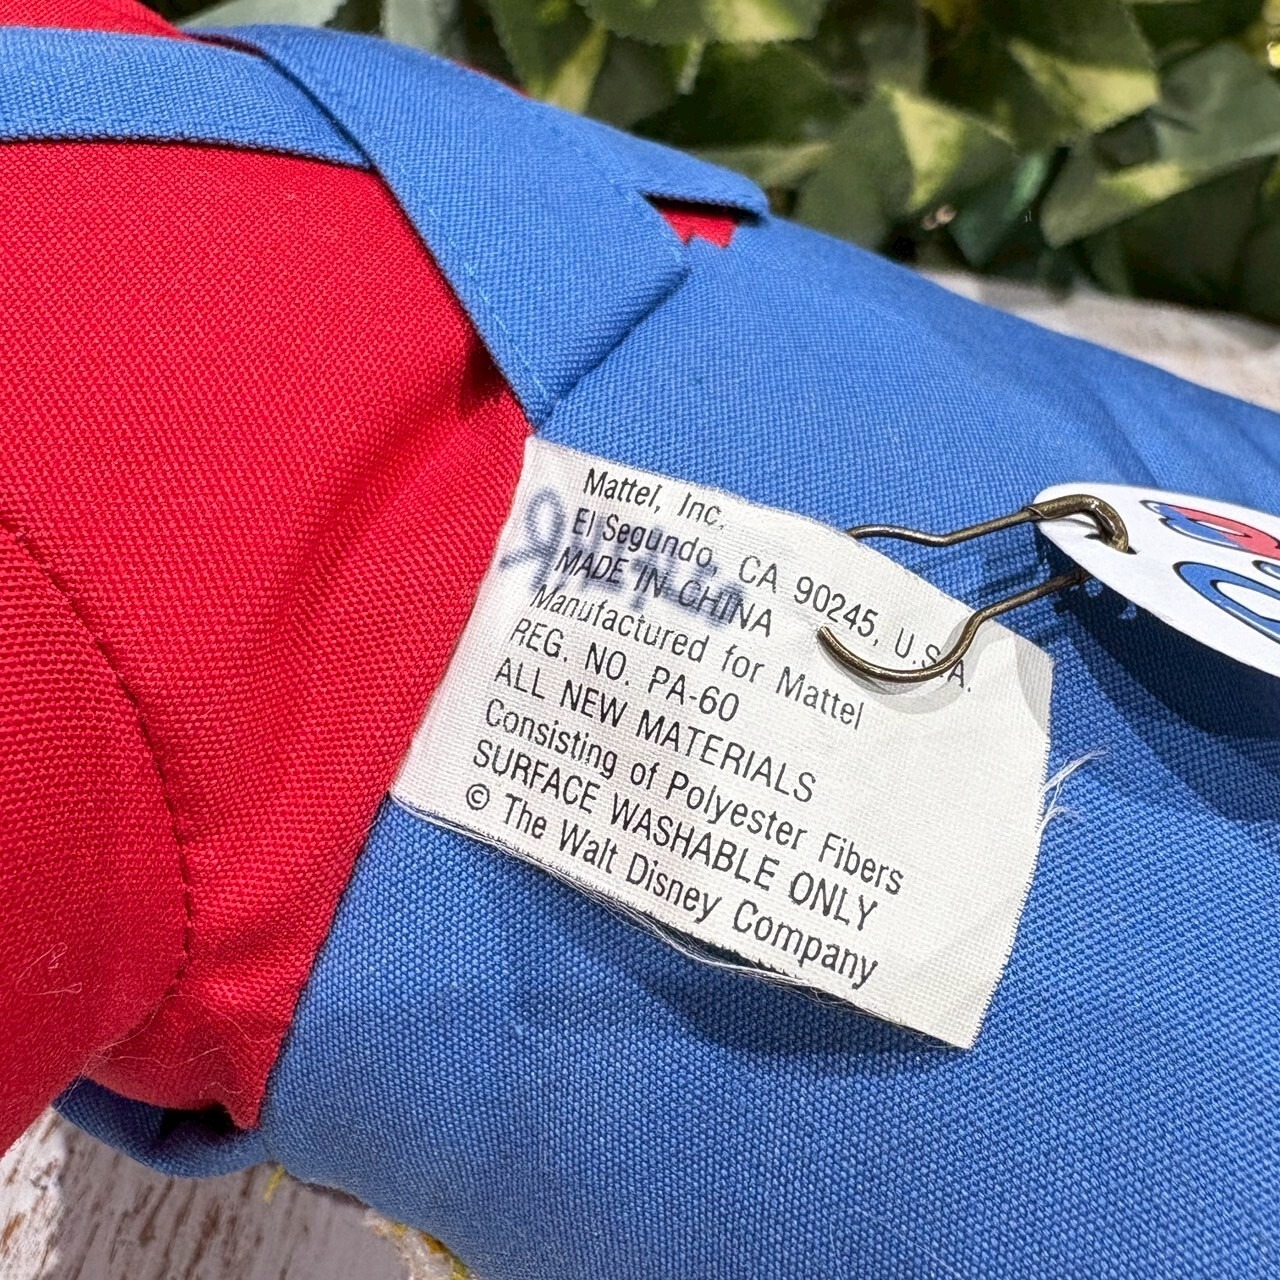 Mattel, Inc.
El Segundo, CA 90245, U.S.A.
MADE IN CHINA
Manufactured for Mattel
REG. NO. PA-60
ALL NEW MATERIALS
Consisting of Polyester Fibers
SURFACE WASHABLE ONLY
© The Walt Disney Company